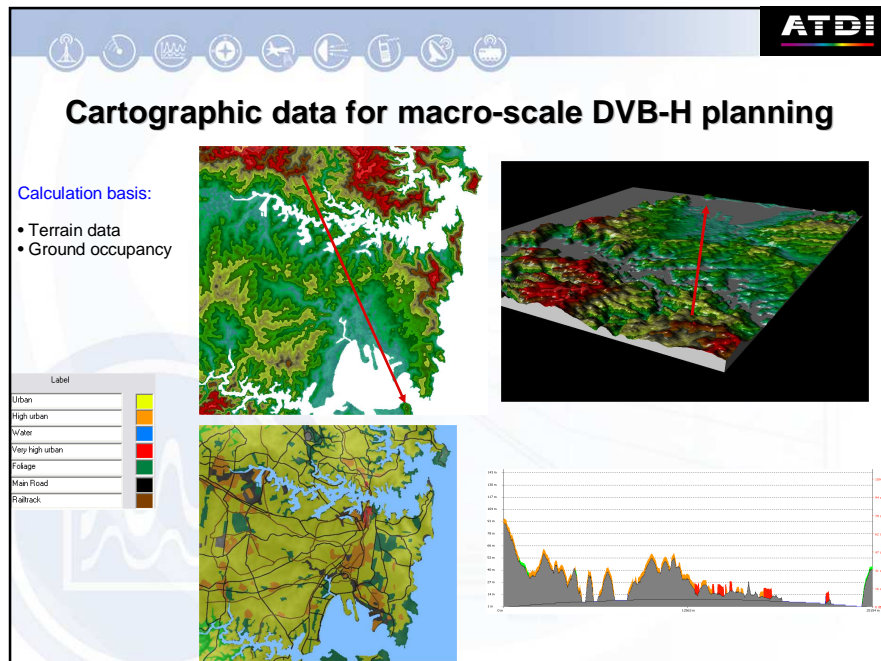 ATDI
Cartographic data for macro-scale DVB-H planning
Calculation basis:
• Terrain data
• Ground occupancy
Label
Urban
High urban
Water
Very high urban
Foliage
Main Road
Railtrack